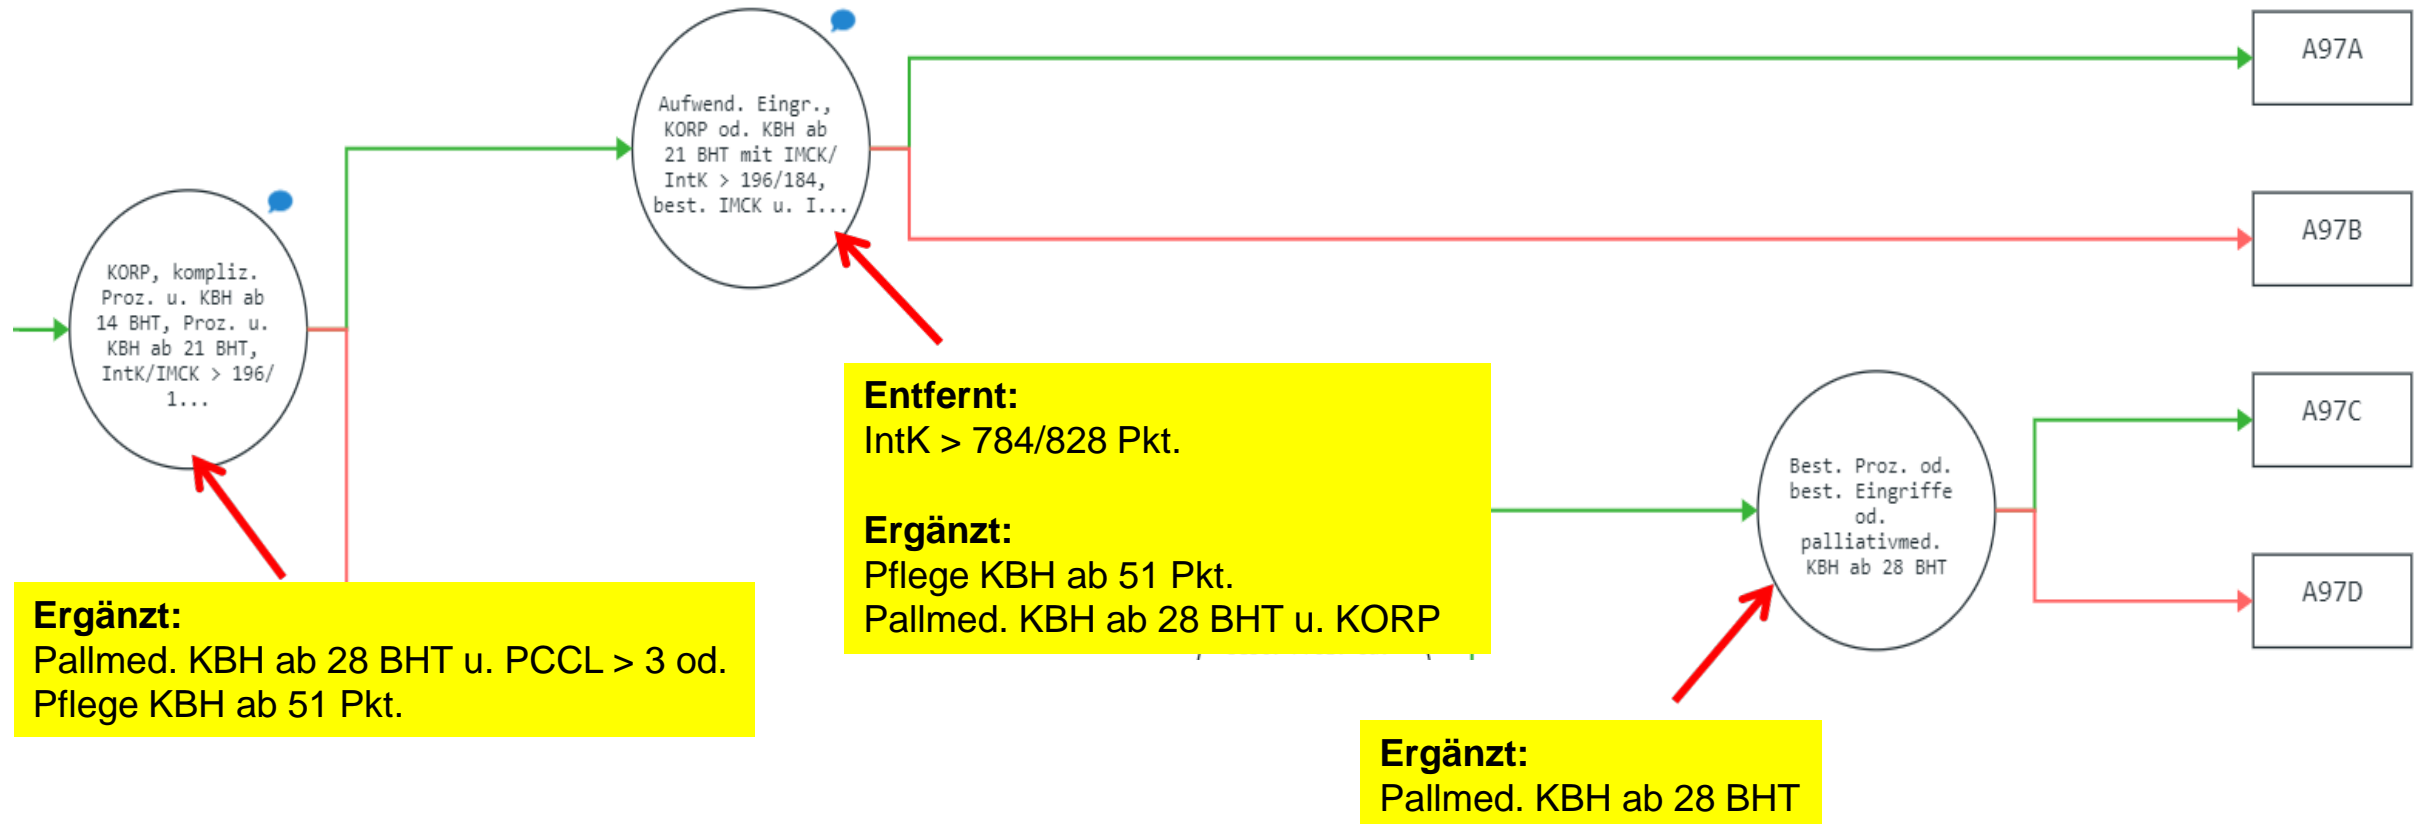 Aufwend. Eingr.,
KORP od. KBH ab
21 BHT mit IMCK/
IntK > 196/184,
best. IMCK u. I...
A97A
A97B
KORP, kompliz.
Proz. u. KBH ab
14 BHT, Proz. u.
KBH ab 21 BHT,
IntK/IMCK > 196/
1...
Entfernt:
IntK > 784/828 Pkt.
Ergänzt:
Pflege KBH ab 51 Pkt.
Pallmed. KBH ab 28 BHT u. KORP
Best. Proz. od.
best. Eingriffe
od.
palliativmed.
KBH ab 28 BHT
A97C
A97D
Ergänzt:
Pallmed. KBH ab 28 BHT u. PCCL > 3 od.
Pflege KBH ab 51 Pkt.
Ergänzt:
Pallmed. KBH ab 28 BHT